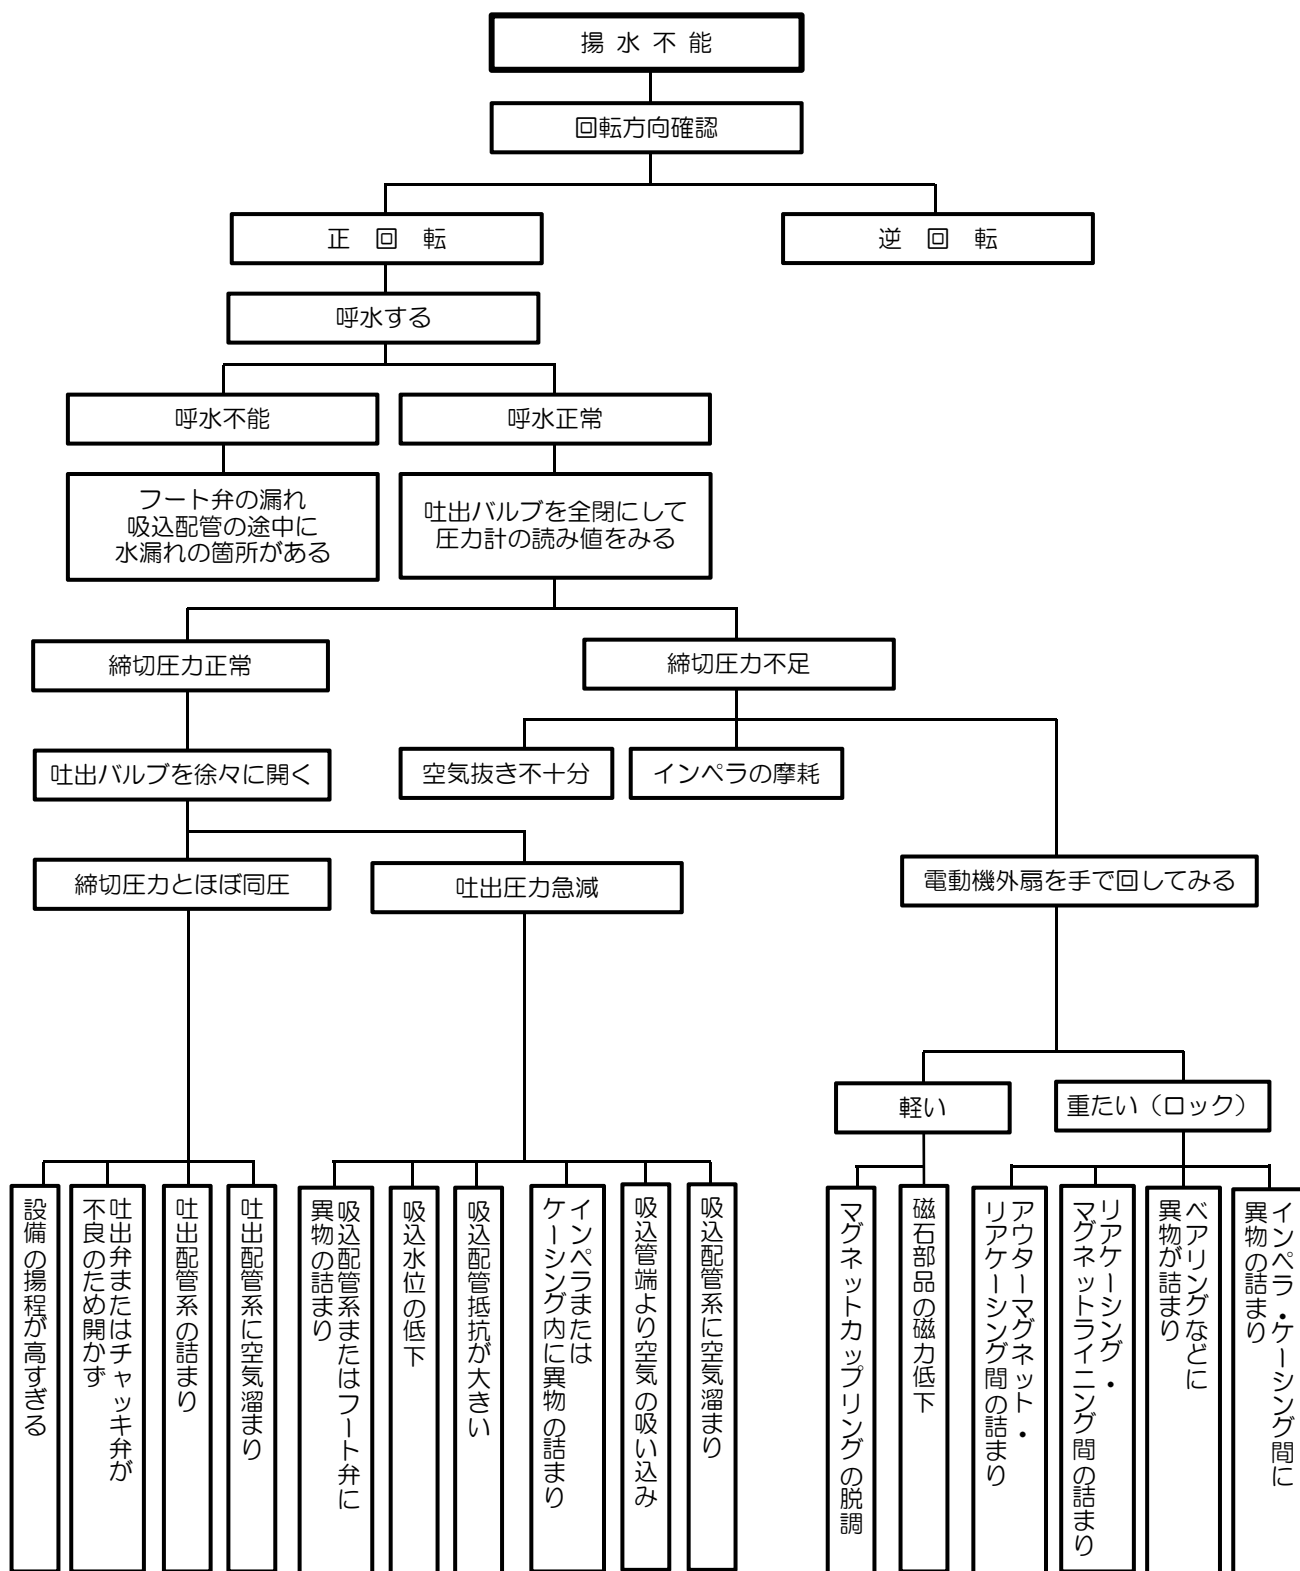 揚水不能
回転方向確認
正回転
逆回転
呼水する
呼水不能
呼水正常
フート弁の漏れ
吸込配管の途中に
水漏れの箇所がある
吐出バルブを全閉にして
圧力計の読み値をみる
締切圧力正常
締切圧力不足
吐出バルブを徐々に開く
空気抜き不十分
インペラの摩耗
締切圧力とほぼ同圧
吐出圧力急減
電動機外扇を手で回してみる
軽い
重たい（ロック）
設備の揚程が高すぎる
吐出弁またはチャッキ弁が
不良のため開かず
吐出配管系の詰まり
吐出配管系に空気溜まり
吸込配管系またはフート弁に
異物の詰まり
吸込水位の低下
吸込配管抵抗が大きい
インペラまたは
ケーシング内に異物の詰まり
吸込管端より空気の吸い込み
吸込配管系に空気溜まり
マグネットカップリングの脱調
磁石部品の磁力低下
アウターマグネット・
リアケーシング間の詰まり
リアケーシング・
マグネットライニング間の詰まり
ベアリングなどに
異物が詰まり
インペラ・ケーシング間に
異物の詰まり